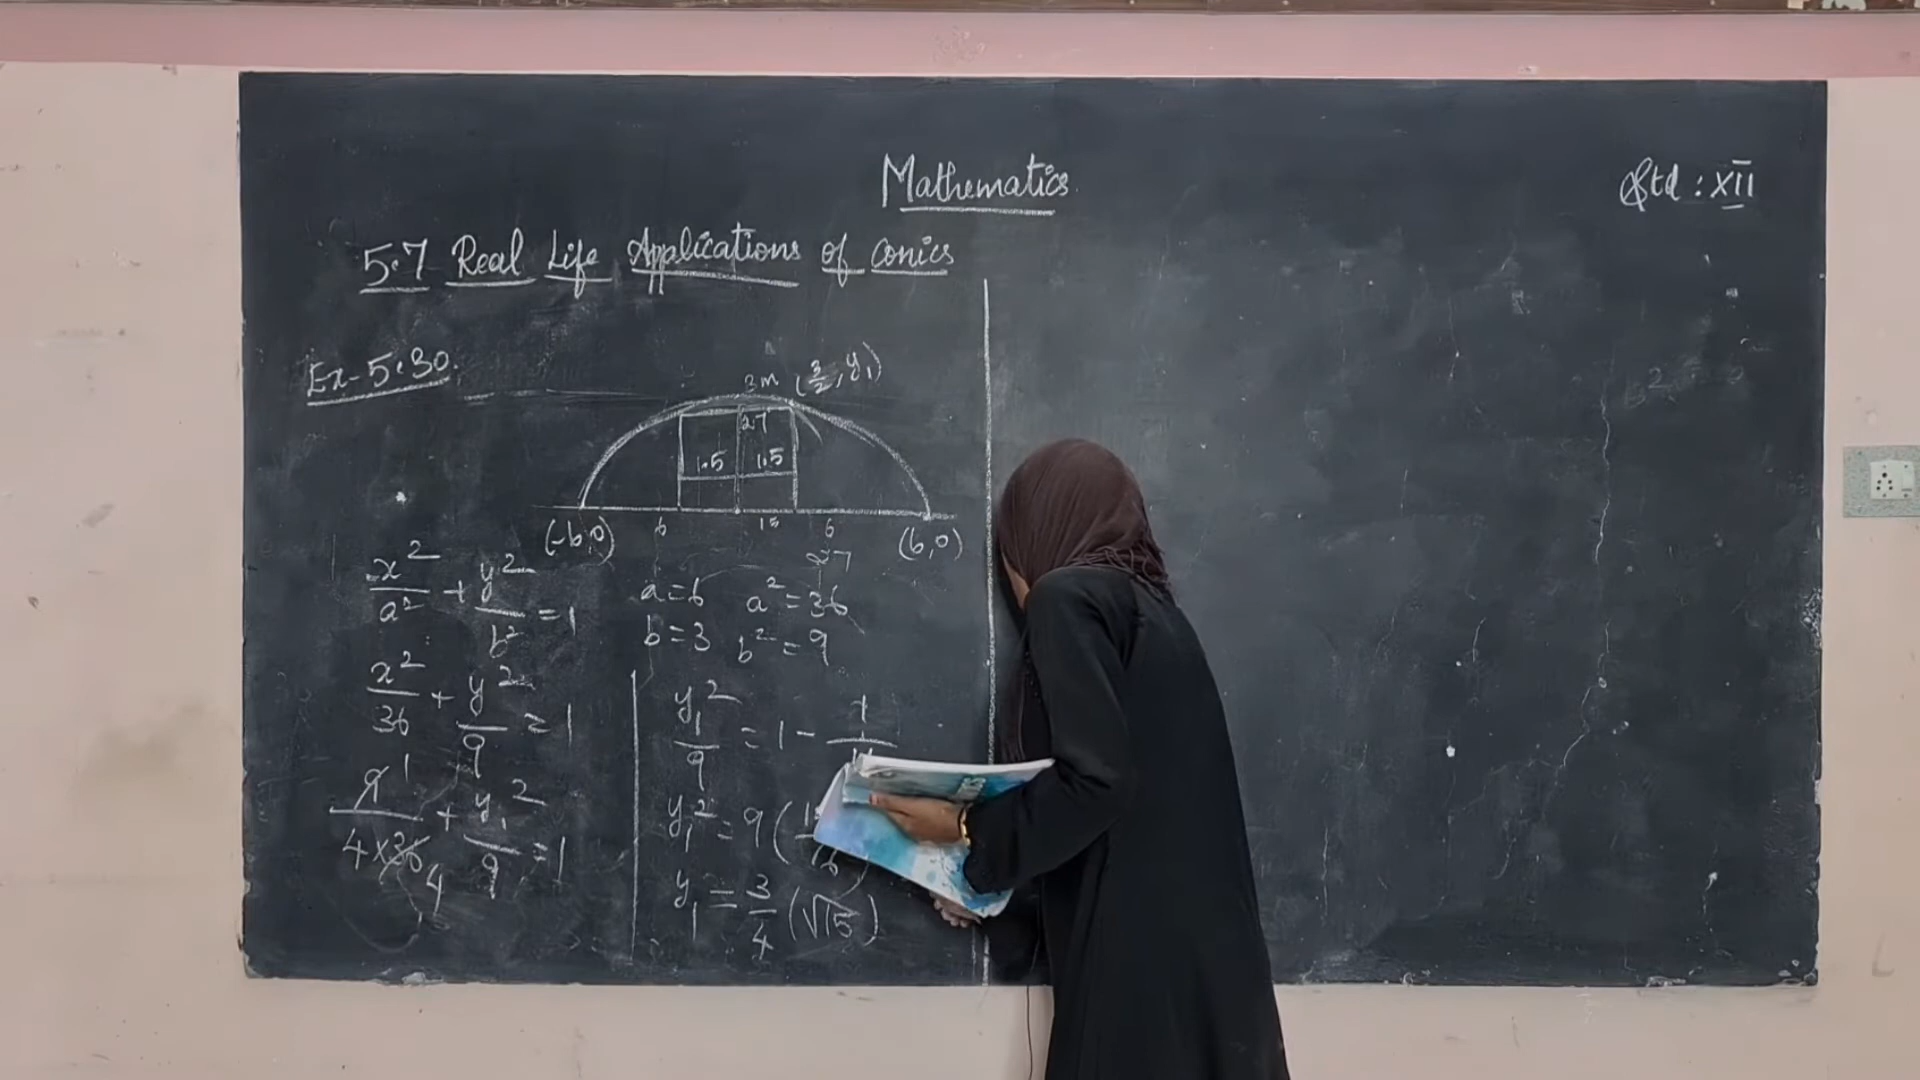 Mathematics
Std : XII
5.7 Real Life Applications of conics
Ex-5.30.
3m (3/2, y₁)
2.7
1.5 1.5
6 15 6
(-6,0) (6,0)
27
x²/a² + y²/b² = 1
a=6 a²=36
b=3 b²=9
x²/36 + y²/9 = 1
9 1/4×36 4 + y₁²/9 = 1
y₁²/9 = 1 - 1/
y₁² = 9 (
y₁ = 3/4 (√15)